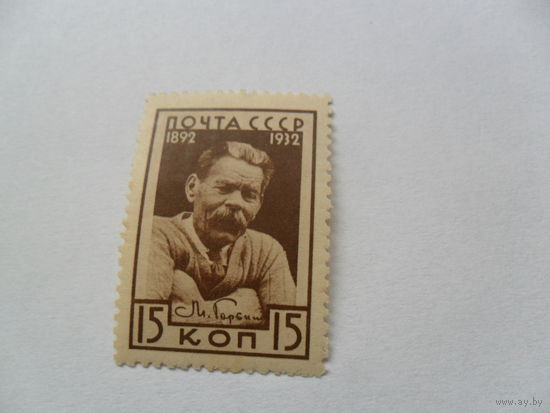 ПОЧТА СССР
1892 1932
М. Горький
15 КОП 15
www.ay.by